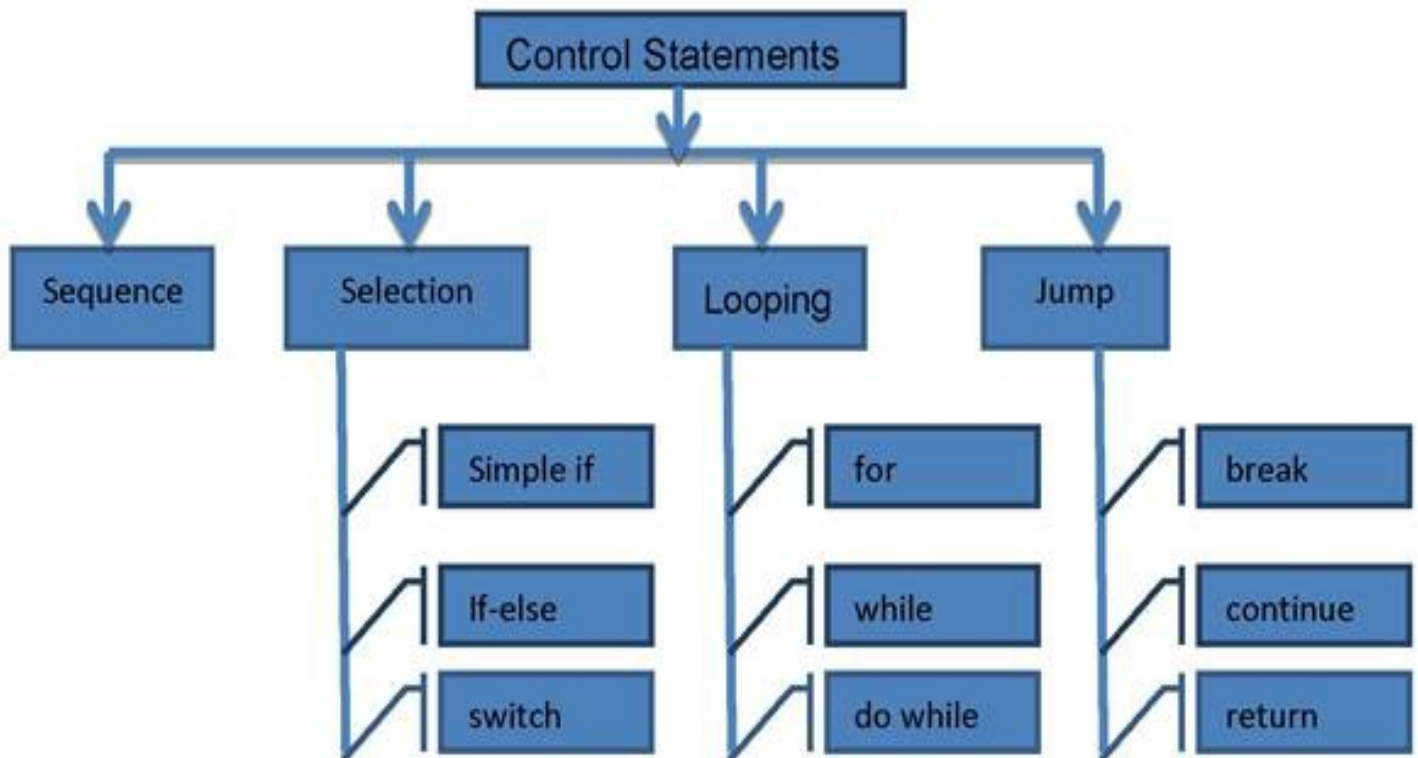 Control Statements
Sequence
Selection
Looping
Jump
Simple if
for
break
If-else
while
continue
switch
do while
return